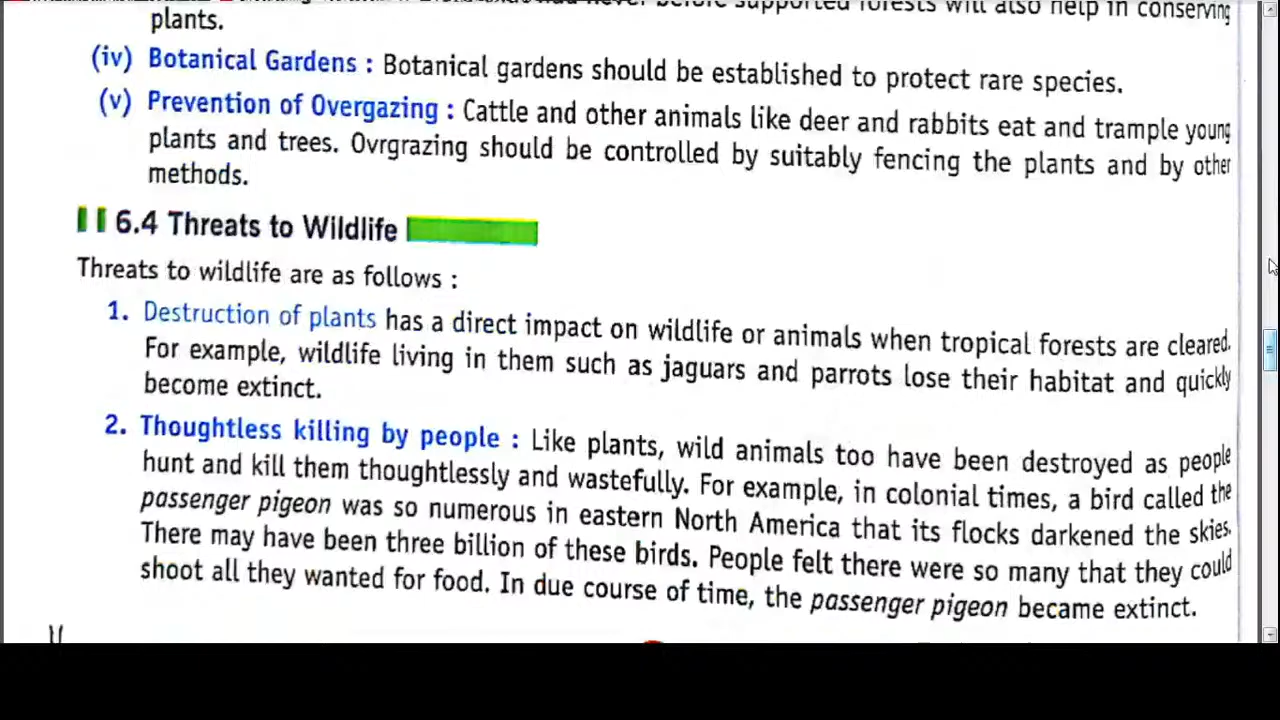 before supported forests will also help in conserving
plants.
(iv) Botanical Gardens : Botanical gardens should be established to protect rare species.
(v) Prevention of Overgazing : Cattle and other animals like deer and rabbits eat and trample young
plants and trees. Ovrgrazing should be controlled by suitably fencing the plants and by other
methods.
6.4 Threats to Wildlife
Threats to wildlife are as follows :
1. Destruction of plants has a direct impact on wildlife or animals when tropical forests are cleared.
For example, wildlife living in them such as jaguars and parrots lose their habitat and quickly
become extinct.
2. Thoughtless killing by people : Like plants, wild animals too have been destroyed as people
hunt and kill them thoughtlessly and wastefully. For example, in colonial times, a bird called the
passenger pigeon was so numerous in eastern North America that its flocks darkened the skies.
There may have been three billion of these birds. People felt there were so many that they could
shoot all they wanted for food. In due course of time, the passenger pigeon became extinct.